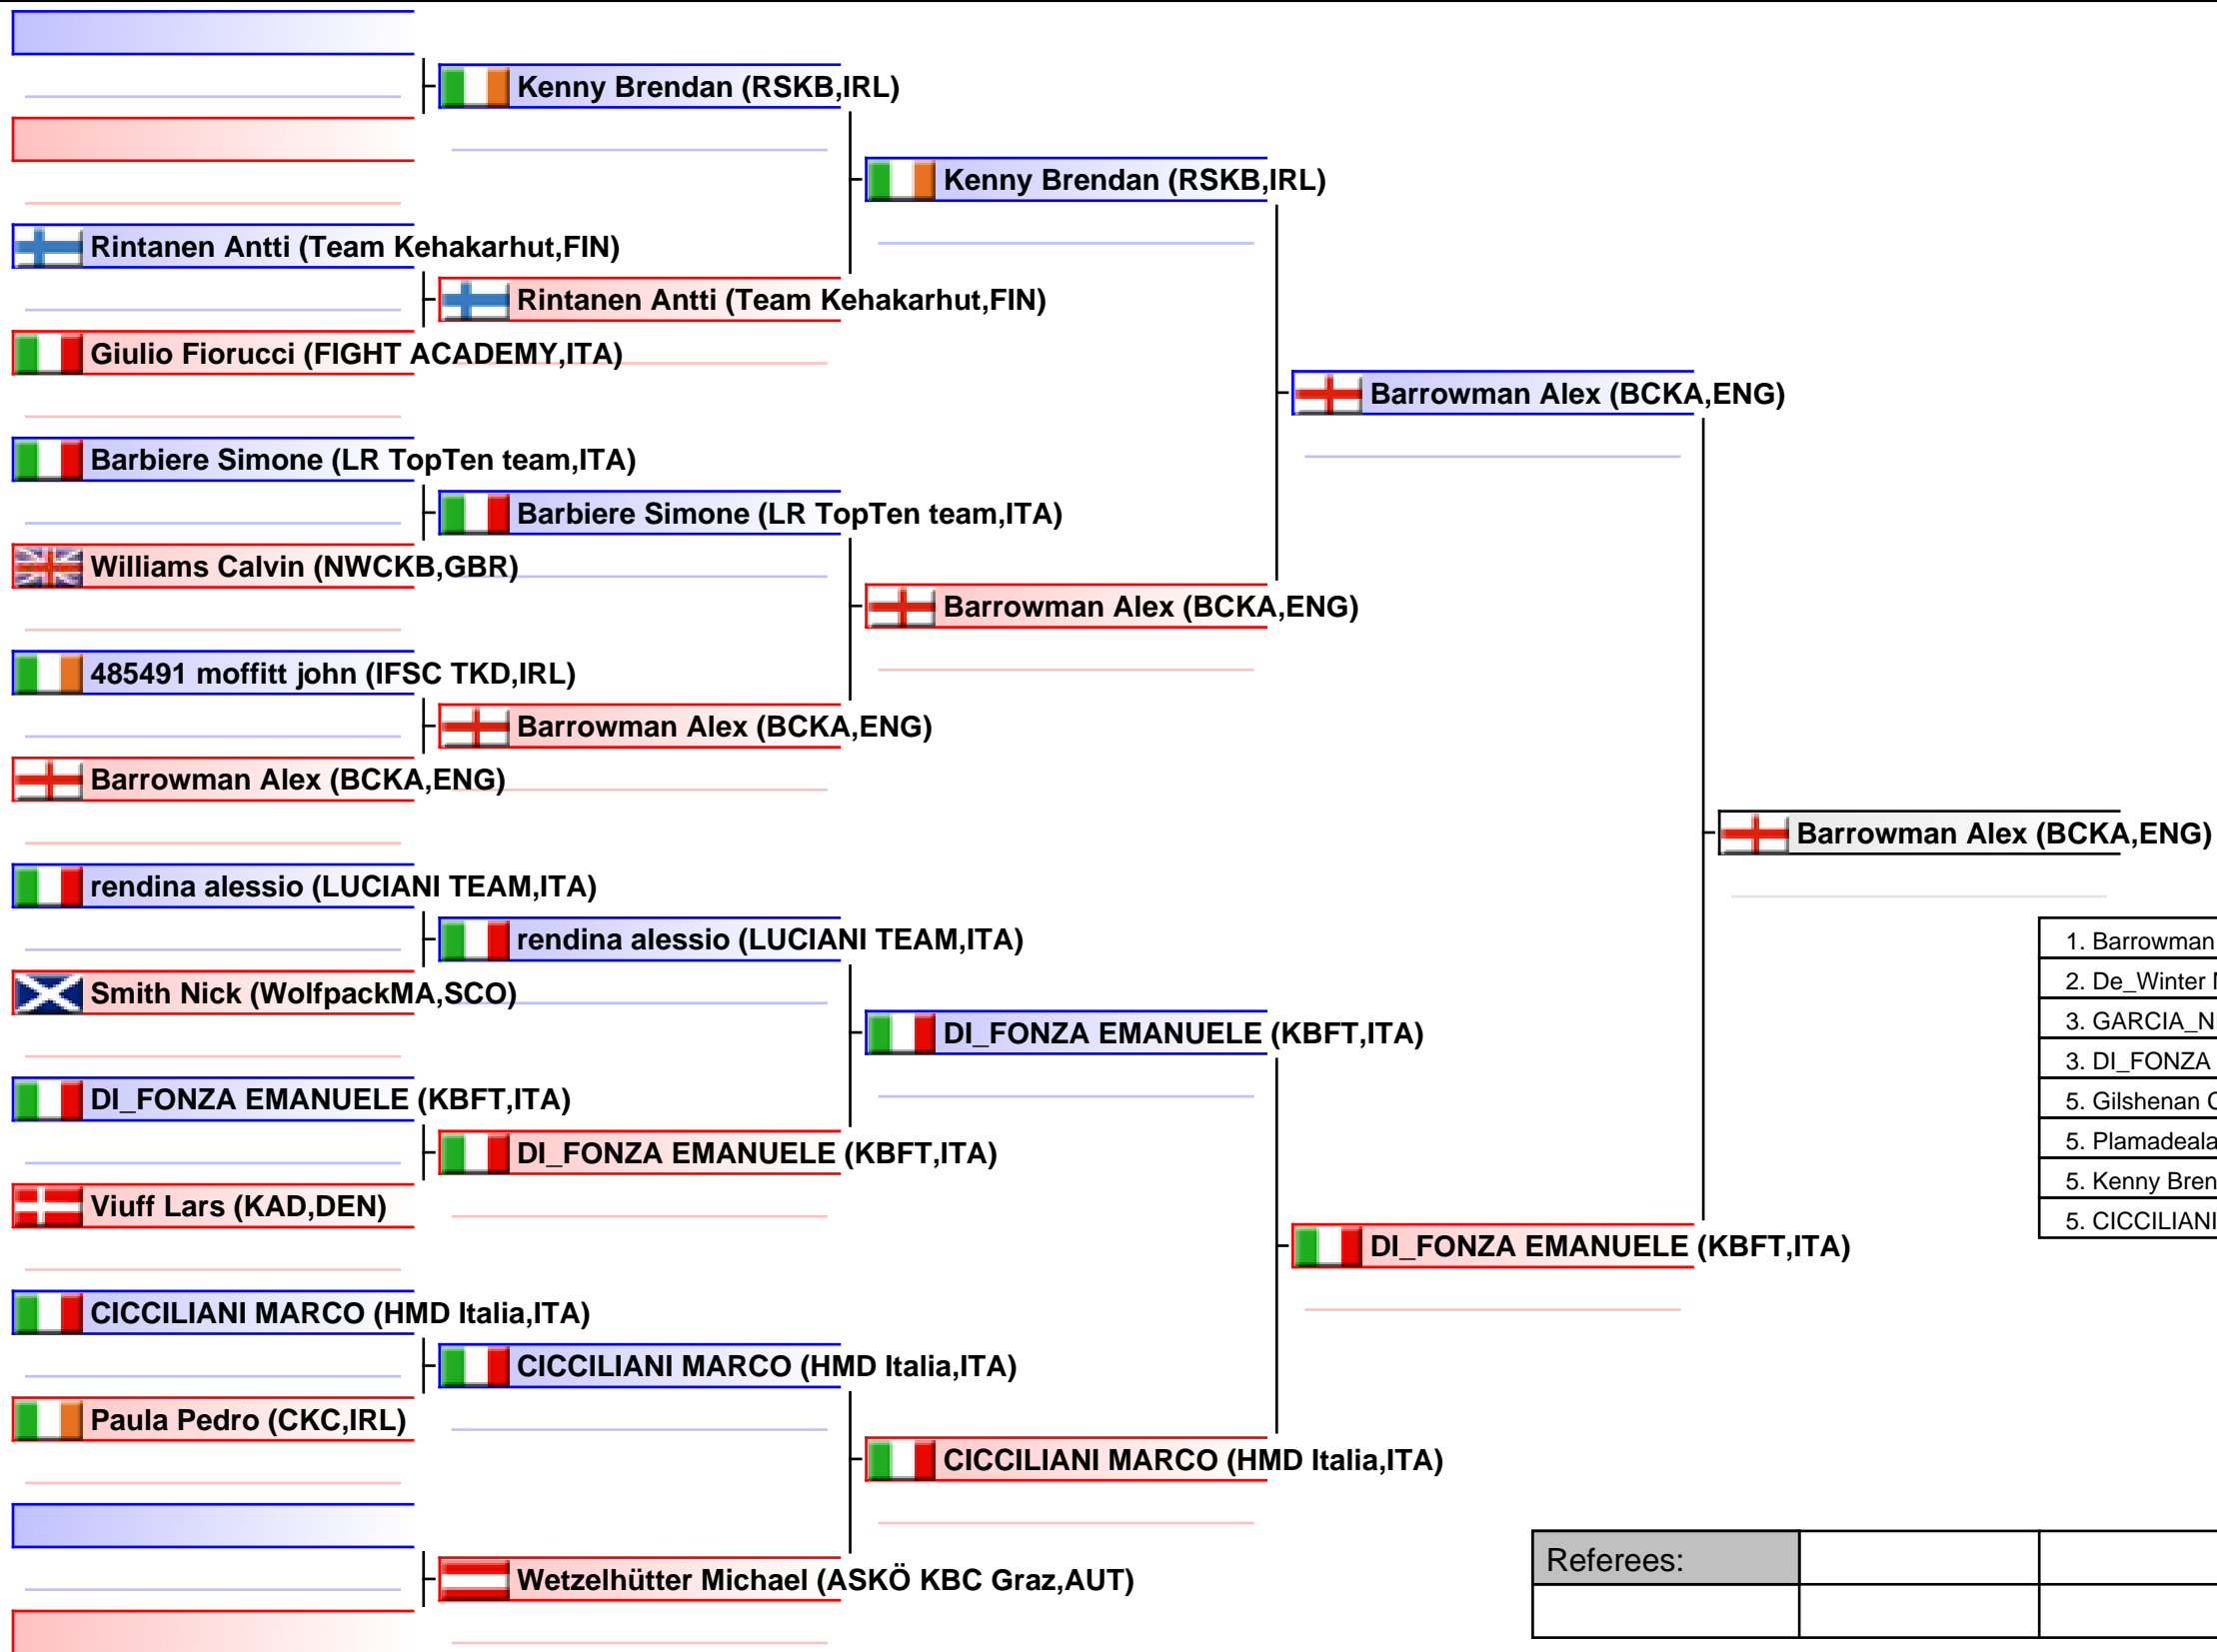 Kenny Brendan (RSKB,IRL)
Kenny Brendan (RSKB,IRL)
Rintanen Antti (Team Kehakarhut,FIN)
Rintanen Antti (Team Kehakarhut,FIN)
Giulio Fiorucci (FIGHT ACADEMY,ITA)
Barrowman Alex (BCKA,ENG)
Barbiere Simone (LR TopTen team,ITA)
Barbiere Simone (LR TopTen team,ITA)
Williams Calvin (NWCKB,GBR)
Barrowman Alex (BCKA,ENG)
485491 moffitt john (IFSC TKD,IRL)
Barrowman Alex (BCKA,ENG)
Barrowman Alex (BCKA,ENG)
Barrowman Alex (BCKA,ENG)
rendina alessio (LUCIANI TEAM,ITA)
rendina alessio (LUCIANI TEAM,ITA)
Smith Nick (WolfpackMA,SCO)
DI_FONZA EMANUELE (KBFT,ITA)
DI_FONZA EMANUELE (KBFT,ITA)
DI_FONZA EMANUELE (KBFT,ITA)
Viuff Lars (KAD,DEN)
DI_FONZA EMANUELE (KBFT,ITA)
CICCILIANI MARCO (HMD Italia,ITA)
CICCILIANI MARCO (HMD Italia,ITA)
Paula Pedro (CKC,IRL)
CICCILIANI MARCO (HMD Italia,ITA)
Wetzelhütter Michael (ASKÖ KBC Graz,AUT)
1. Barrowman
2. De_Winter
3. GARCIA_N
3. DI_FONZA
5. Gilshenan
5. Plamadeala
5. Kenny Bren
5. CICCILIANI
Referees: